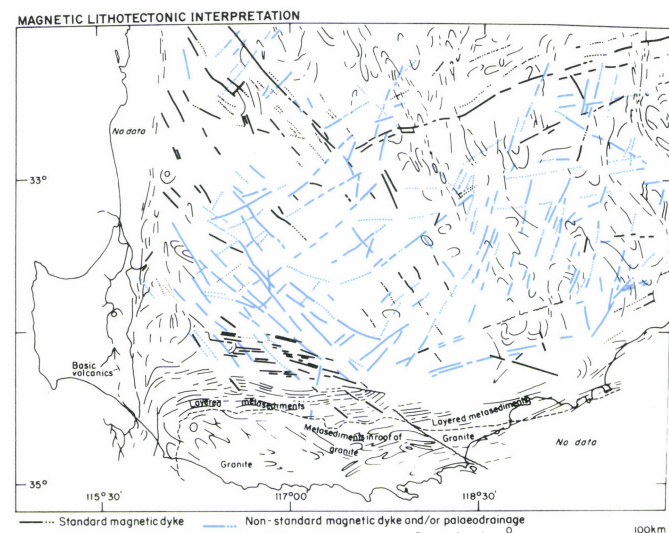 MAGNETIC LITHOTECTONIC INTERPRETATION
No data
33°
Basic
volcanics
Layered metasediments
Layered metasediments
Metasediments in roof of
granite
Granite
No data
Granite
35°
115°30'
117°00'
118°30'
Standard magnetic dyke
Non-standard magnetic dyke and/or palaeodrainage
0
100km